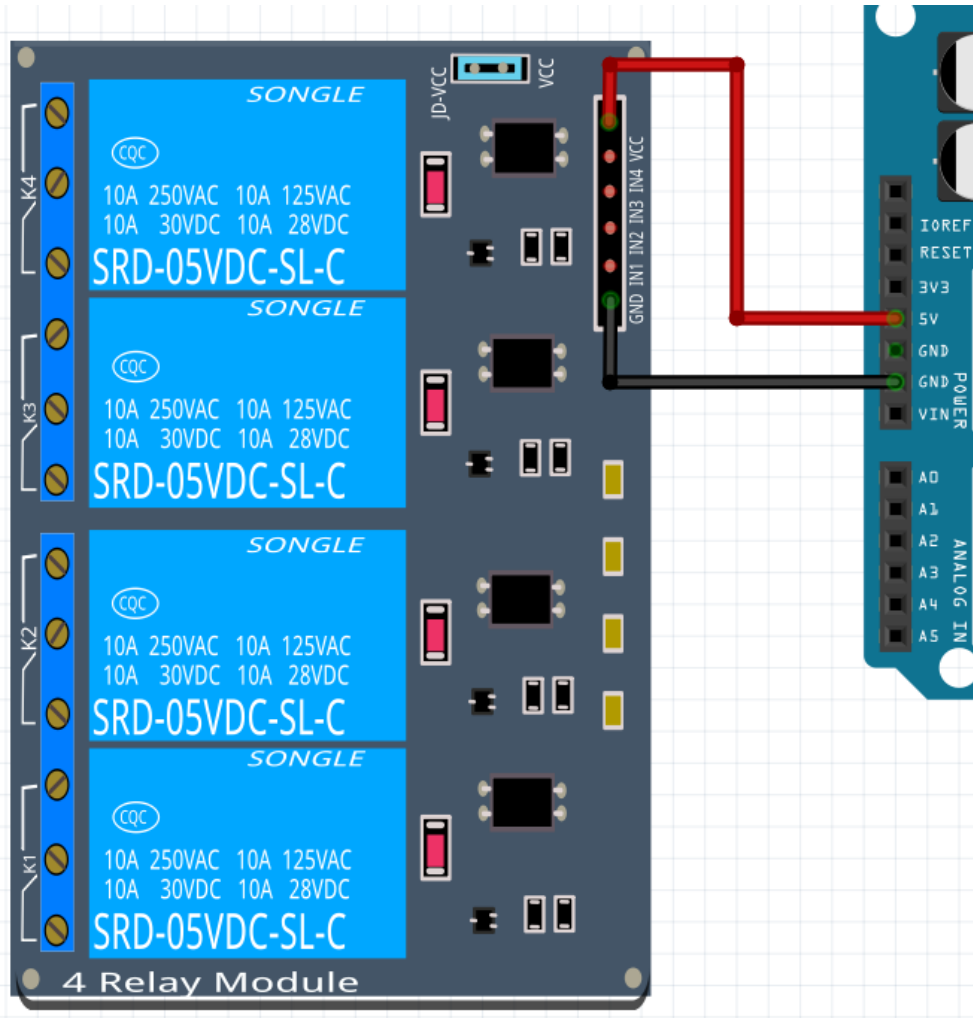 JD-VCC
VCC
K4
SONGLE
CQC
10A 250VAC 10A 125VAC
10A 30VDC 10A 28VDC
SRD-05VDC-SL-C
GND IN1 IN2 IN3 IN4 VCC
K3
SONGLE
CQC
10A 250VAC 10A 125VAC
10A 30VDC 10A 28VDC
SRD-05VDC-SL-C
K2
SONGLE
CQC
10A 250VAC 10A 125VAC
10A 30VDC 10A 28VDC
SRD-05VDC-SL-C
K1
SONGLE
CQC
10A 250VAC 10A 125VAC
10A 30VDC 10A 28VDC
SRD-05VDC-SL-C
4 Relay Module
IOREF
RESET
3V3
5V
GND
GND
VIN
POWER
A0
A1
A2
A3
A4
A5
ANALOG IN